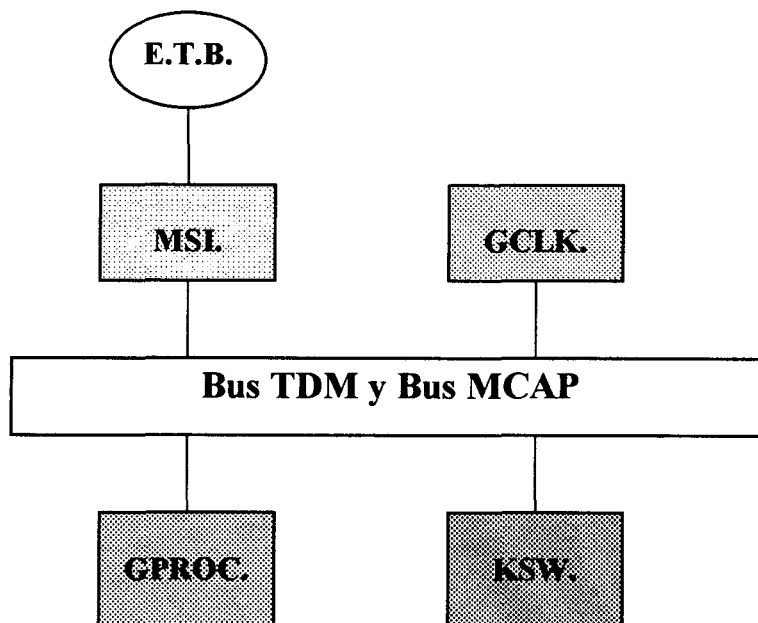 E.T.B.
MSI.
GCLK.
Bus TDM y Bus MCAP
GPROC.
KSW.